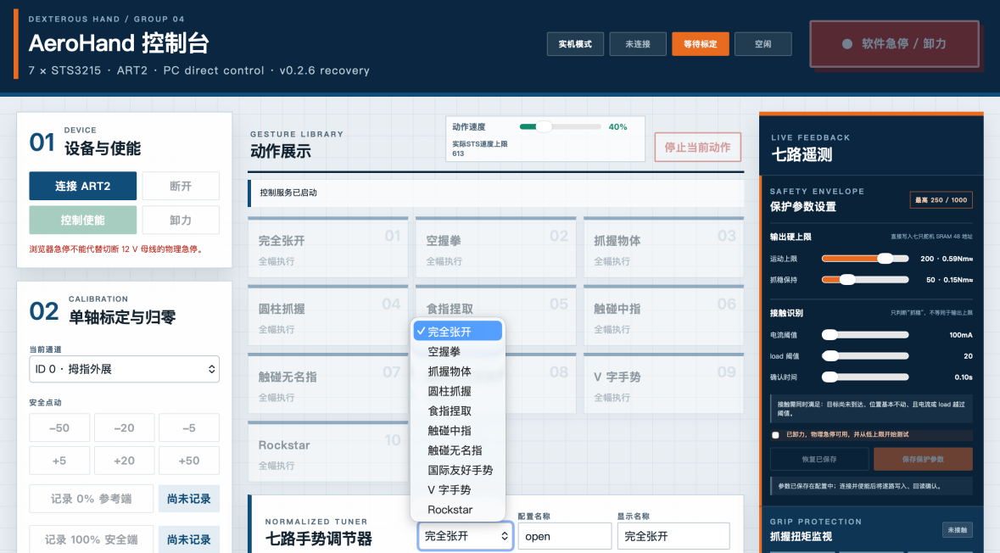 DEXTEROUS HAND / GROUP 04
AeroHand 控制台
7 × STS3215 · ART2 · PC direct control · v0.2.6 recovery
实机模式
未连接
等待标定
空闲
软件急停 / 卸力
01
DEVICE
设备与使能
连接 ART2
断开
控制使能
卸力
浏览器急停不能代替切断 12 V 母线的物理急停。
02
CALIBRATION
单轴标定与归零
当前通道
ID 0 · 拇指外展
安全点动
−50
−20
−5
+5
+20
+50
记录 0% 参考端
尚未记录
记录 100% 安全端
尚未记录
GESTURE LIBRARY
动作展示
动作速度
40%
实际STS速度上限
613
停止当前动作
控制服务已启动
完全张开
01
全幅执行
空握拳
02
全幅执行
抓握物体
03
全幅执行
圆柱抓握
04
全幅执行
食指捏取
05
触碰中指
06
全幅执行
触碰无名指
07
全幅执行
08
V 字手势
09
全幅执行
Rockstar
10
全幅执行
✓ 完全张开
空握拳
抓握物体
圆柱抓握
食指捏取
触碰中指
触碰无名指
国际友好手势
V 字手势
Rockstar
NORMALIZED TUNER
七路手势调节器
完全张开
配置名称
open
显示名称
完全张开
LIVE FEEDBACK
七路遥测
SAFETY ENVELOPE
保护参数设置
最高 250 / 1000
输出硬上限
直接写入七只舵机 SRAM 48 地址
运动上限
200 · 0.59Nm≈
抓稳保持
50 · 0.15Nm≈
接触识别
只判断“抓稳”，不等同于输出上限
电流阈值
100mA
load 阈值
20
确认时间
0.10s
接触需同时满足：目标尚未到达、位置基本不动、且电流或 load 越过
阈值。
已卸力，物理急停可用，并从低上限开始测试
恢复已保存
保存保护参数
参数已保存在配置中；连接并使能后将逐路写入、回读确认。
GRIP PROTECTION
抓握扭矩监视
未接触